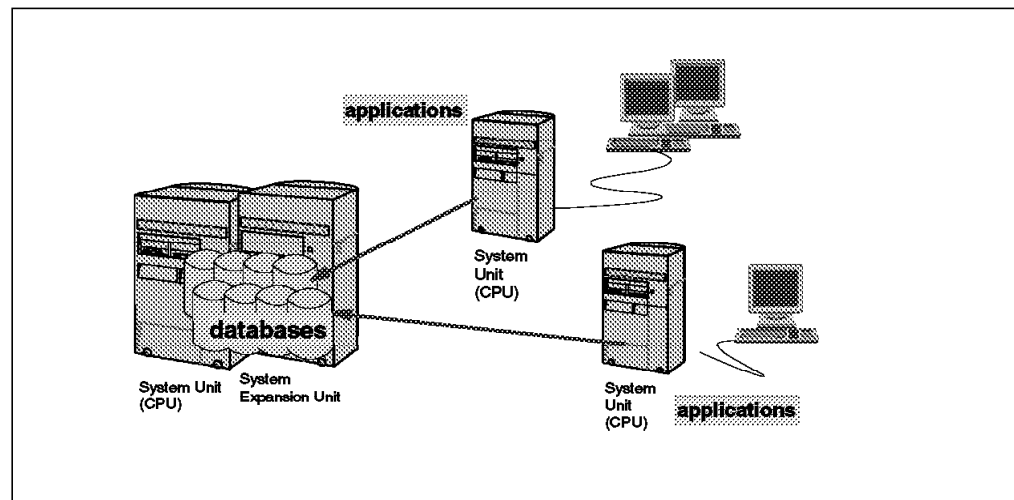 applications
System
Unit
(CPU)
databases
System Unit
(CPU)
System
Expansion Unit
System
Unit
(CPU)
applications